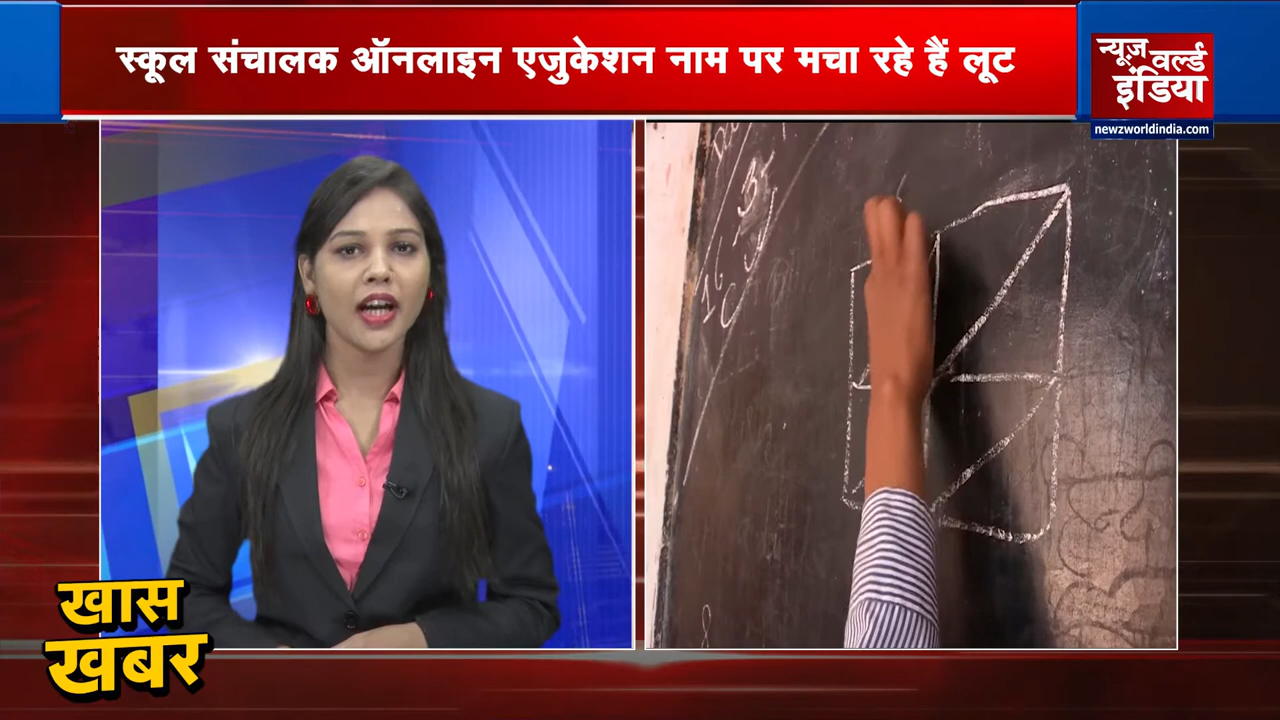 स्कूल संचालक ऑनलाइन एजुकेशन नाम पर मचा रहे हैं लूट
न्यूज़
वर्ल्ड
इंडिया
newzworldindia.com
खास
खबर